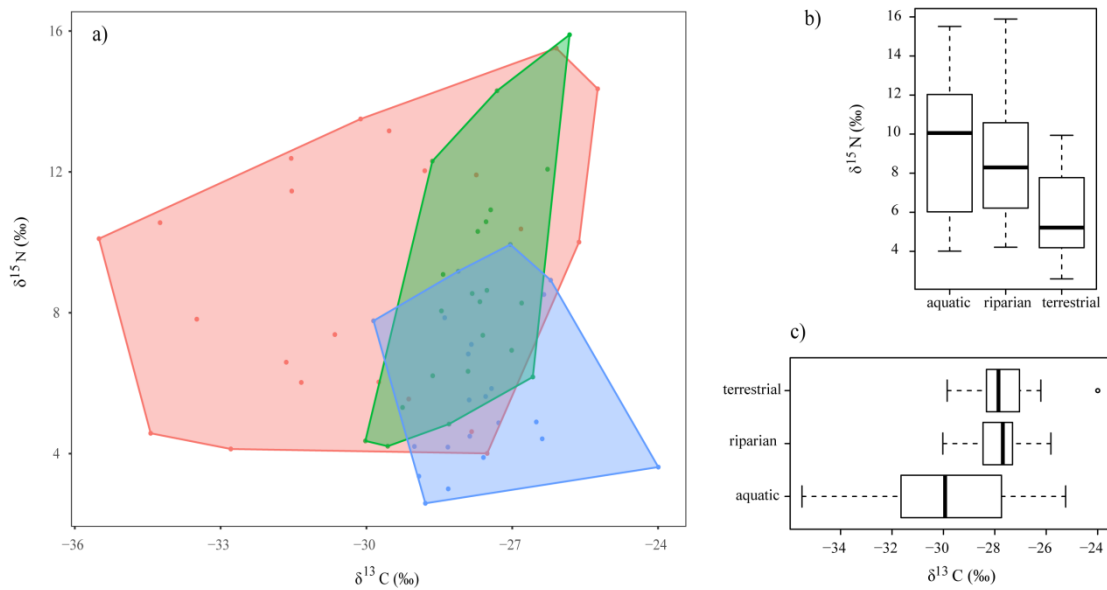 a)
16
12
8
4
δ¹⁵ N (‰)
−36
−33
−30
−27
−24
δ¹³ C (‰)
b)
16
14
12
10
8
6
4
δ¹⁵ N (‰)
aquatic
riparian
terrestrial
c)
terrestrial
riparian
aquatic
−34
−32
−30
−28
−26
−24
δ¹³ C (‰)